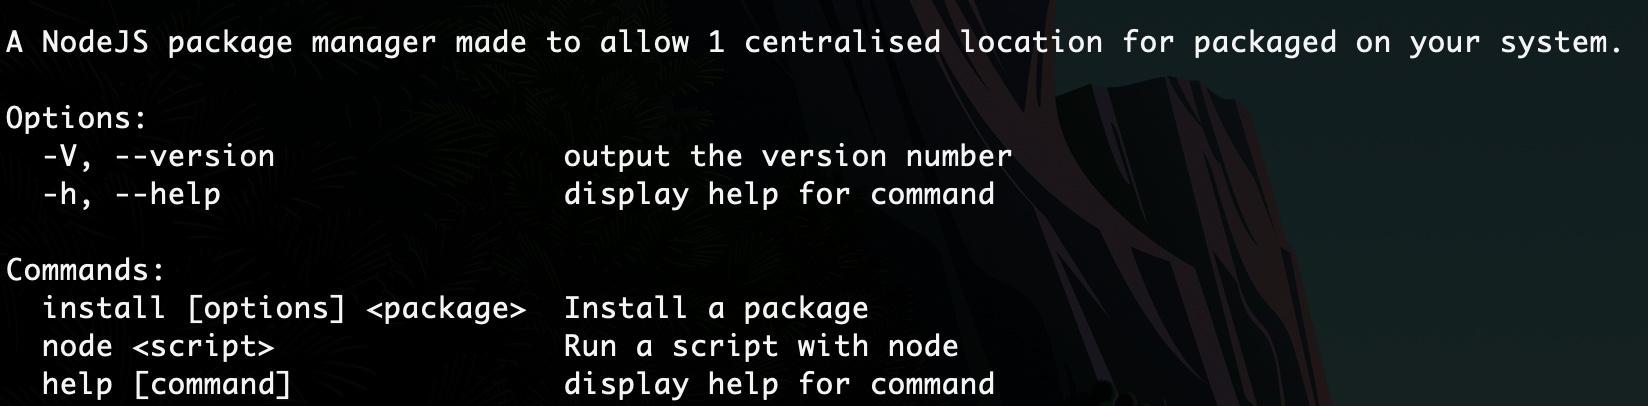 A NodeJS package manager made to allow 1 centralised location for packaged on your system.
Options:
-V, --version output the version number
-h, --help display help for command
Commands:
install [options] <package> Install a package
node <script> Run a script with node
help [command] display help for command